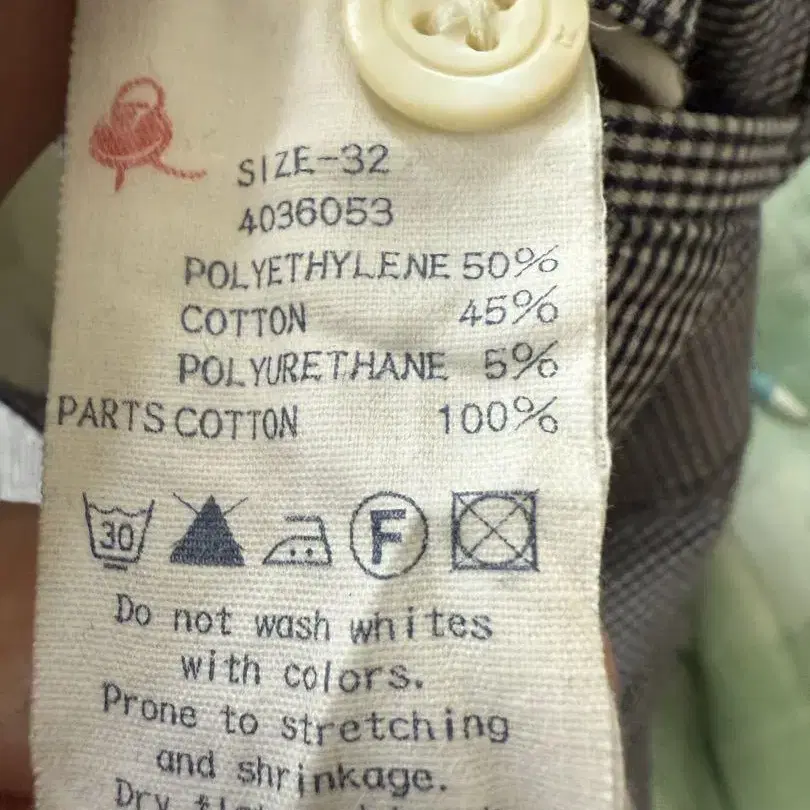 SIZE-32
4036053
POLYETHYLENE 50%
COTTON 45%
POLYURETHANE 5%
PARTS COTTON 100%
30 F
Do not wash whites
with colors.
Prone to stretching
and shrinkage.
Dry